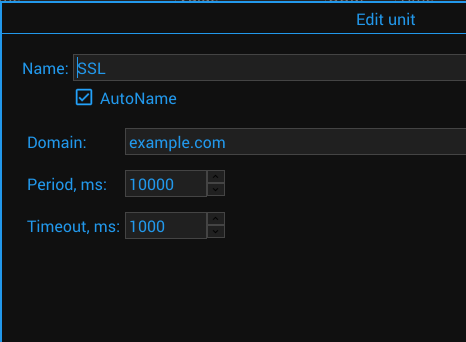 Edit unit
Name: SSL
AutoName
Domain: example.com
Period, ms: 10000
Timeout, ms: 1000